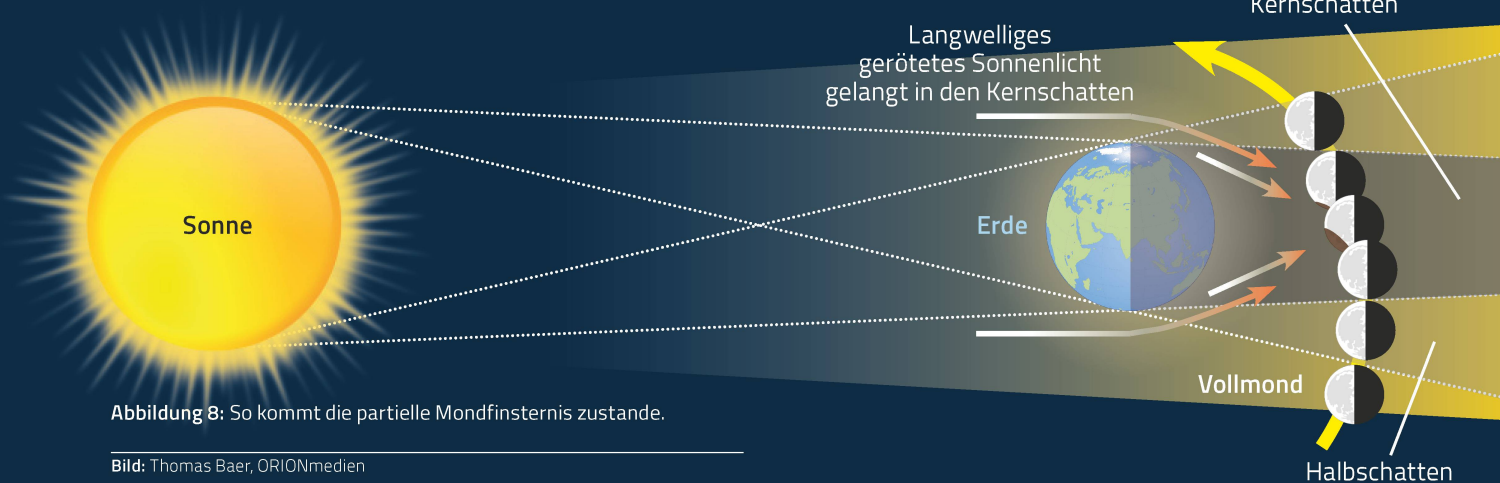 Kernschatten
Langwelliges
gerötetes Sonnenlicht
gelangt in den Kernschatten
Sonne
Erde
Vollmond
Abbildung 8: So kommt die partielle Mondfinsternis zustande.
Bild: Thomas Baer, ORIONmedien
Halbschatten